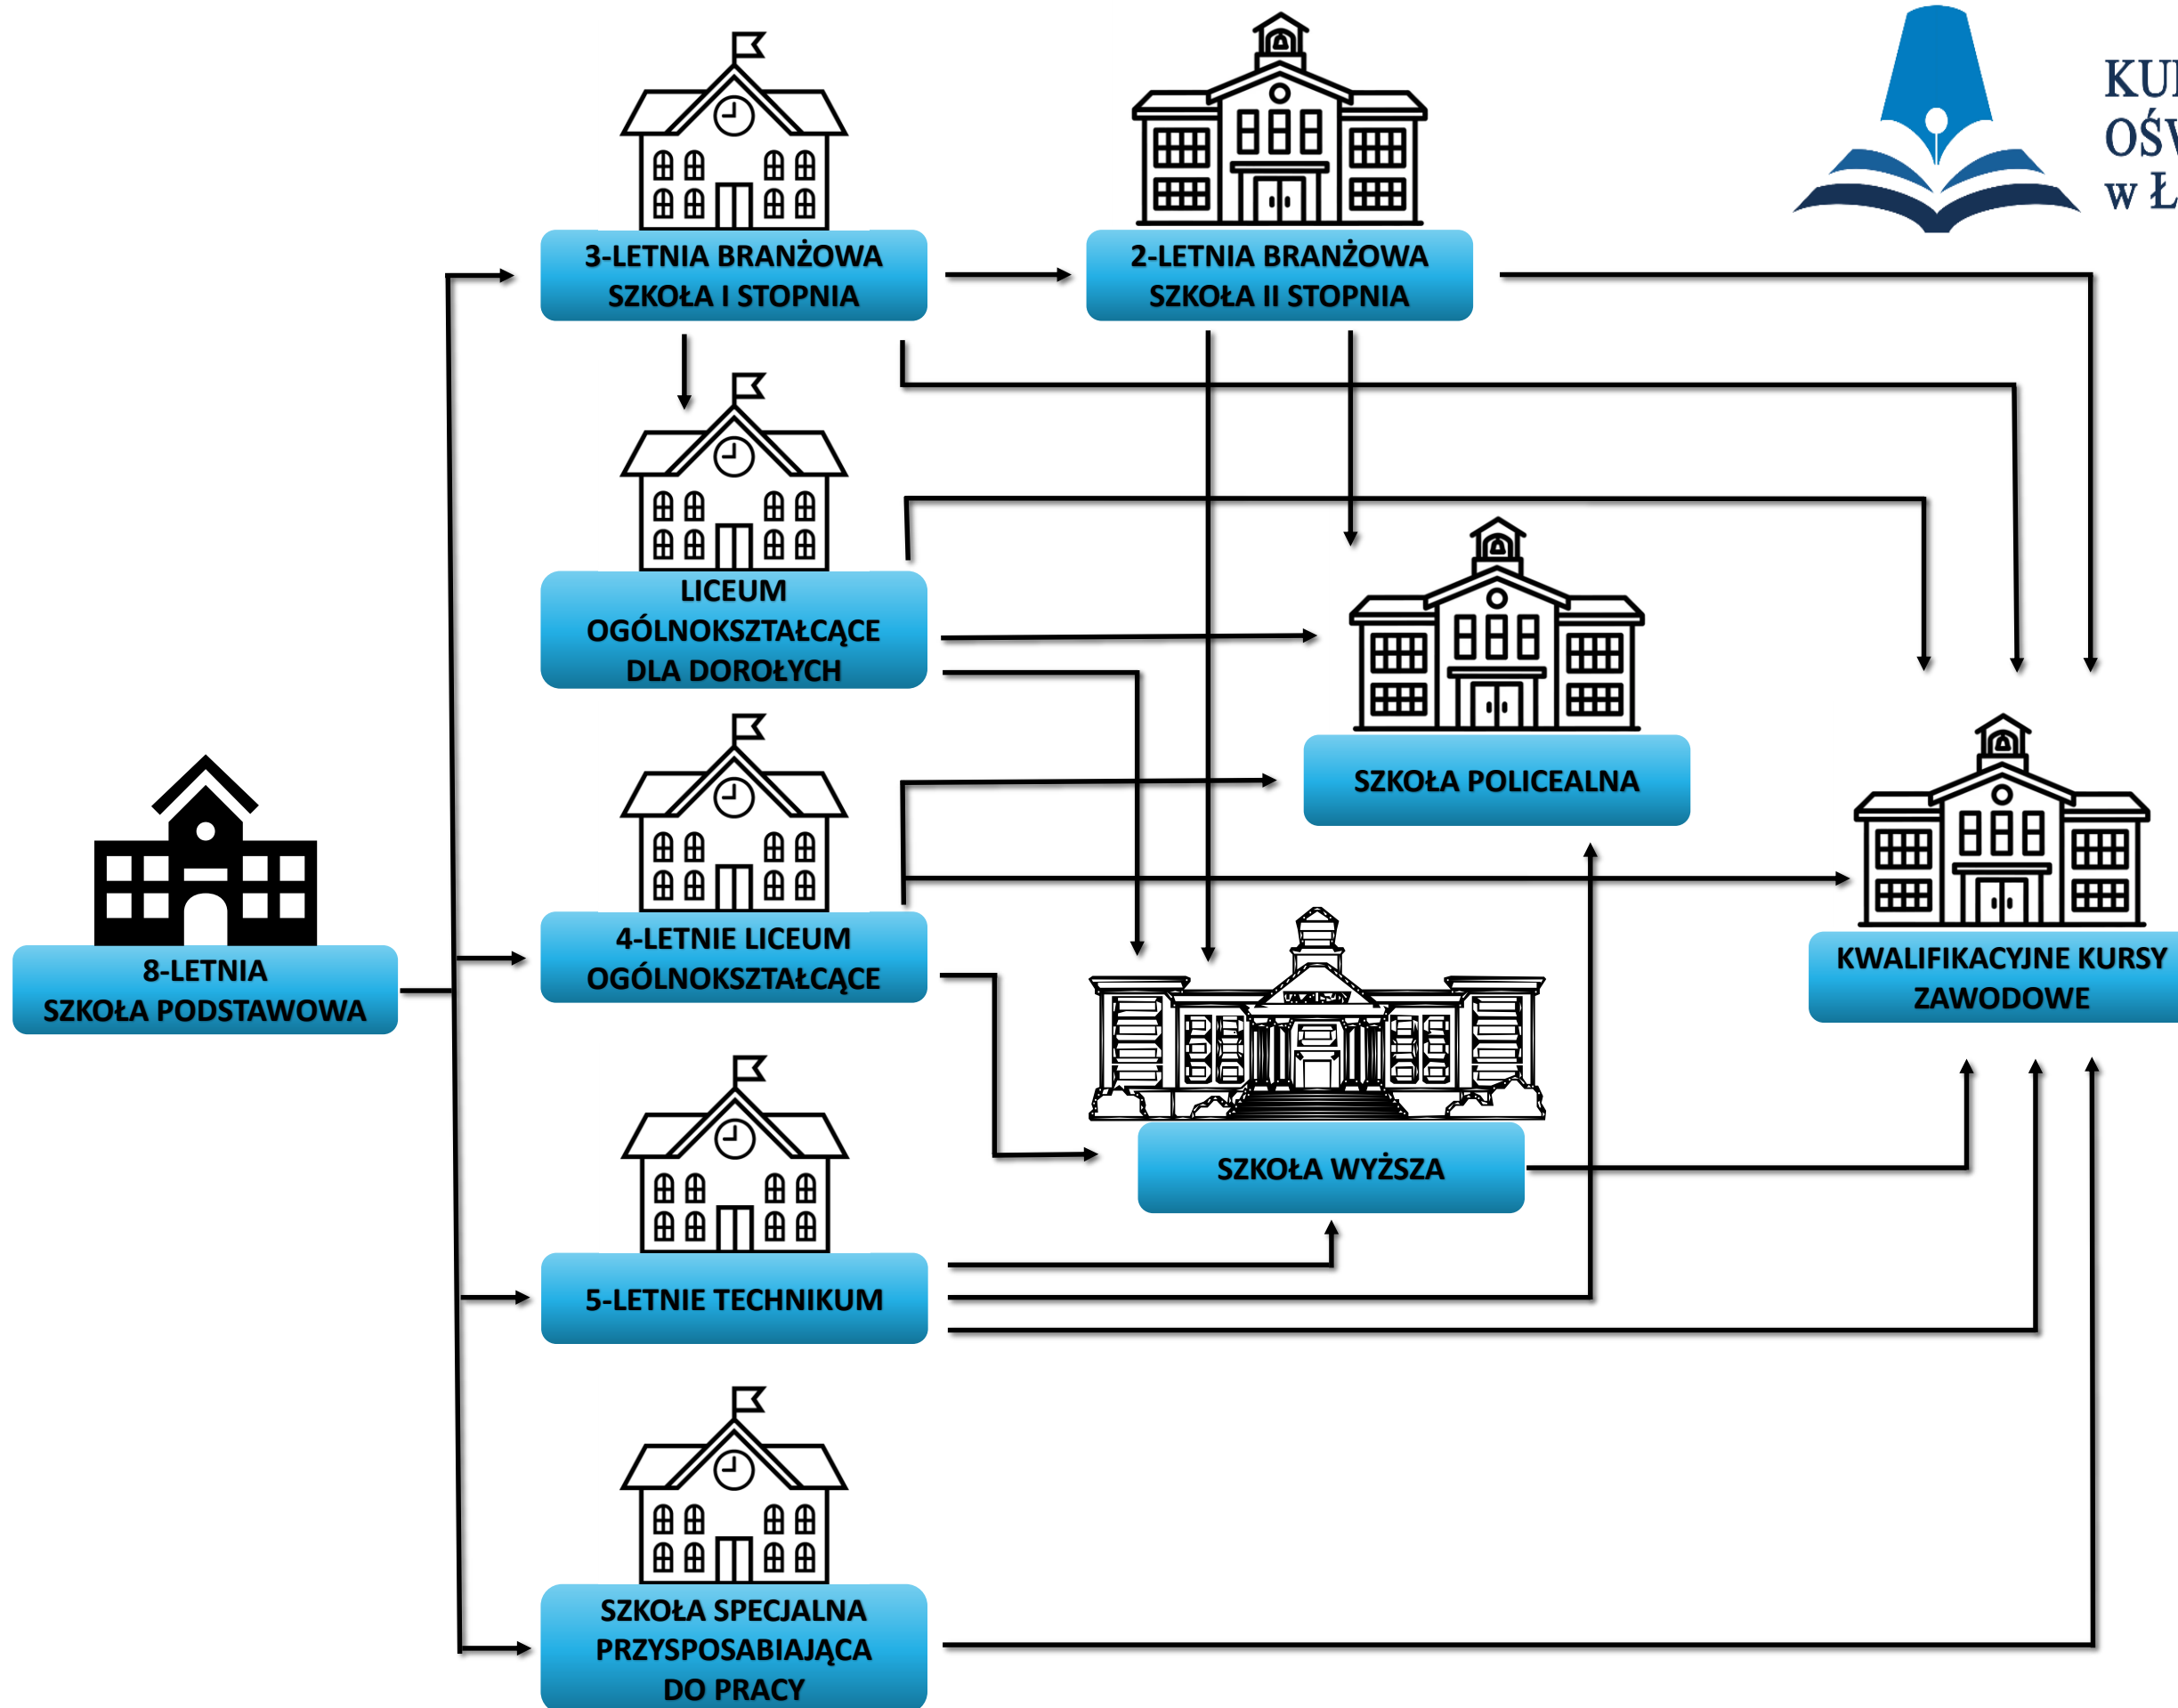 KU
OŚ
w Ł
3-LETNIA BRANŻOWA
SZKOŁA I STOPNIA
2-LETNIA BRANŻOWA
SZKOŁA II STOPNIA
LICEUM
OGÓLNOKSZTAŁCĄCE
DLA DOROŁYCH
SZKOŁA POLICEALNA
8-LETNIA
SZKOŁA PODSTAWOWA
4-LETNIE LICEUM
OGÓLNOKSZTAŁCĄCE
KWALIFIKACYJNE KURSY
ZAWODOWE
SZKOŁA WYŻSZA
5-LETNIE TECHNIKUM
SZKOŁA SPECJALNA
PRZYSPOSABIAJĄCA
DO PRACY